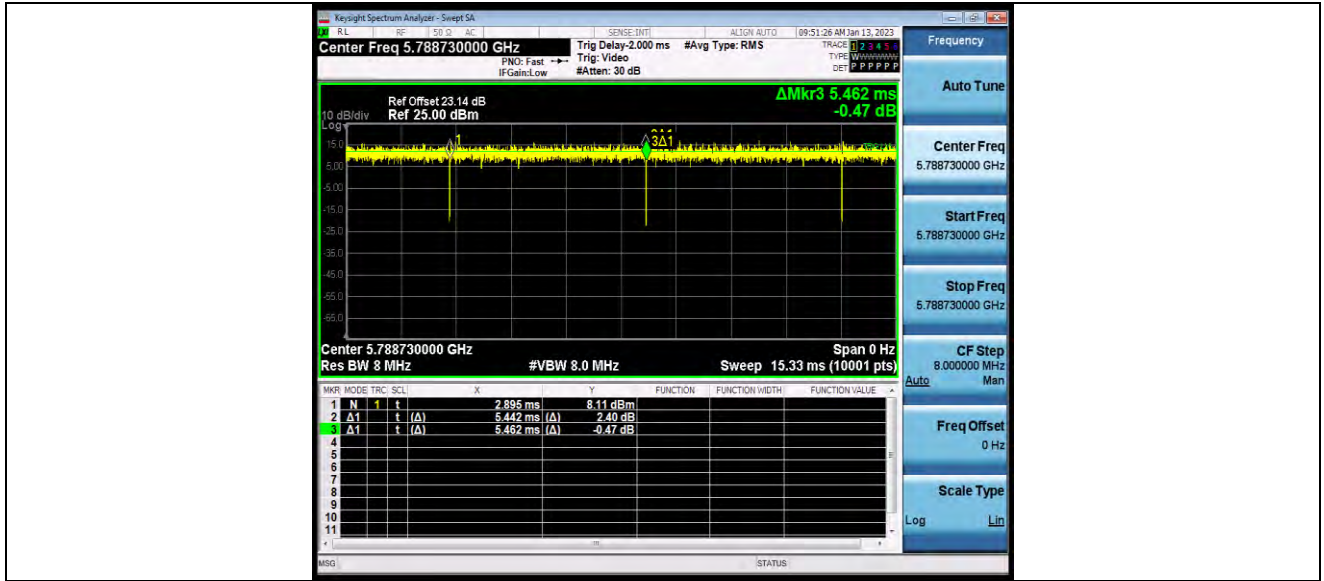 Keysight Spectrum Analyzer - Swept SA
RL RF 50 Ω AC SENSE:INT ALIGN AUTO 09:51:26 AM Jan 13, 2023
Center Freq 5.788730000 GHz
Trig Delay-2.000 ms #Avg Type: RMS
PNO: Fast Trig: Video
IFGain:Low #Atten: 30 dB
TRACE 1 2 3 4 5 6
TYPE WWWWWW
DET P P P P P P
Frequency
ΔMkr3 5.462 ms
-0.47 dB
Ref Offset 23.14 dB
10 dB/div Ref 25.00 dBm
Log
15.0
5.00
-5.00
-15.0
-25.0
-35.0
-45.0
-55.0
-65.0
1
3Δ1
Center 5.788730000 GHz Span 0 Hz
Res BW 8 MHz #VBW 8.0 MHz Sweep 15.33 ms (10001 pts)
MKR MODE TRC SCL X Y FUNCTION FUNCTION WIDTH FUNCTION VALUE
1 N 1 t 2.895 ms 8.11 dBm
2 Δ1 t (Δ) 5.442 ms (Δ) 2.40 dB
3 Δ1 t (Δ) 5.462 ms (Δ) -0.47 dB
4
5
6
7
8
9
10
11
MSG STATUS
Auto Tune
Center Freq
5.788730000 GHz
Start Freq
5.788730000 GHz
Stop Freq
5.788730000 GHz
CF Step
8.000000 MHz
Auto Man
Freq Offset
0 Hz
Scale Type
Log Lin